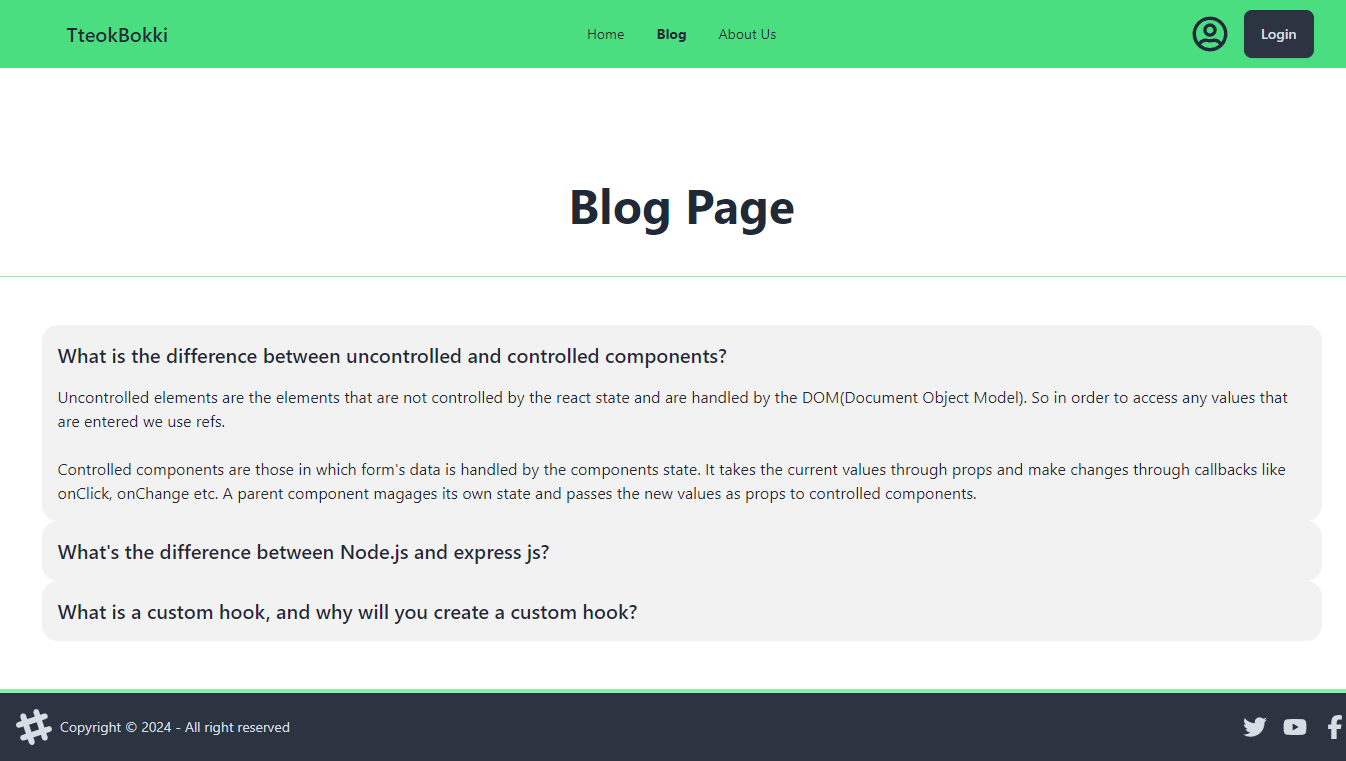 TteokBokki
Home
Blog
About Us
Login
Blog Page
What is the difference between uncontrolled and controlled components?
Uncontrolled elements are the elements that are not controlled by the react state and are handled by the DOM(Document Object Model). So in order to access any values that
are entered we use refs.
Controlled components are those in which form's data is handled by the components state. It takes the current values through props and make changes through callbacks like
onClick, onChange etc. A parent component magages its own state and passes the new values as props to controlled components.
What's the difference between Node.js and express js?
What is a custom hook, and why will you create a custom hook?
Copyright © 2024 - All right reserved